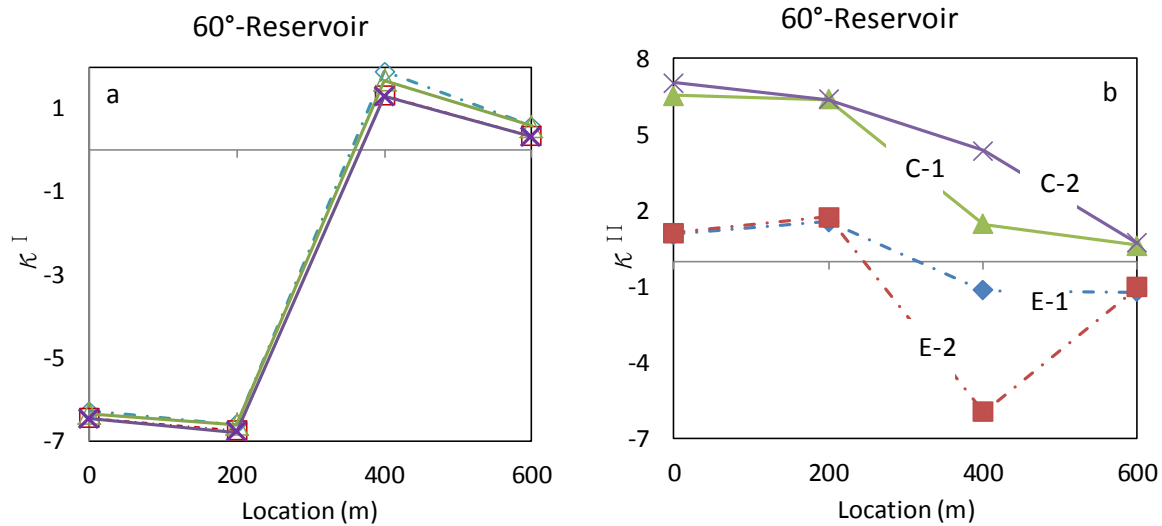 60°-Reservoir
a
κ I
1
-1
-3
-5
-7
0 200 400 600
Location (m)
60°-Reservoir
b
κ II
8
5
2
-1
-4
-7
C-1
C-2
E-1
E-2
0 200 400 600
Location (m)